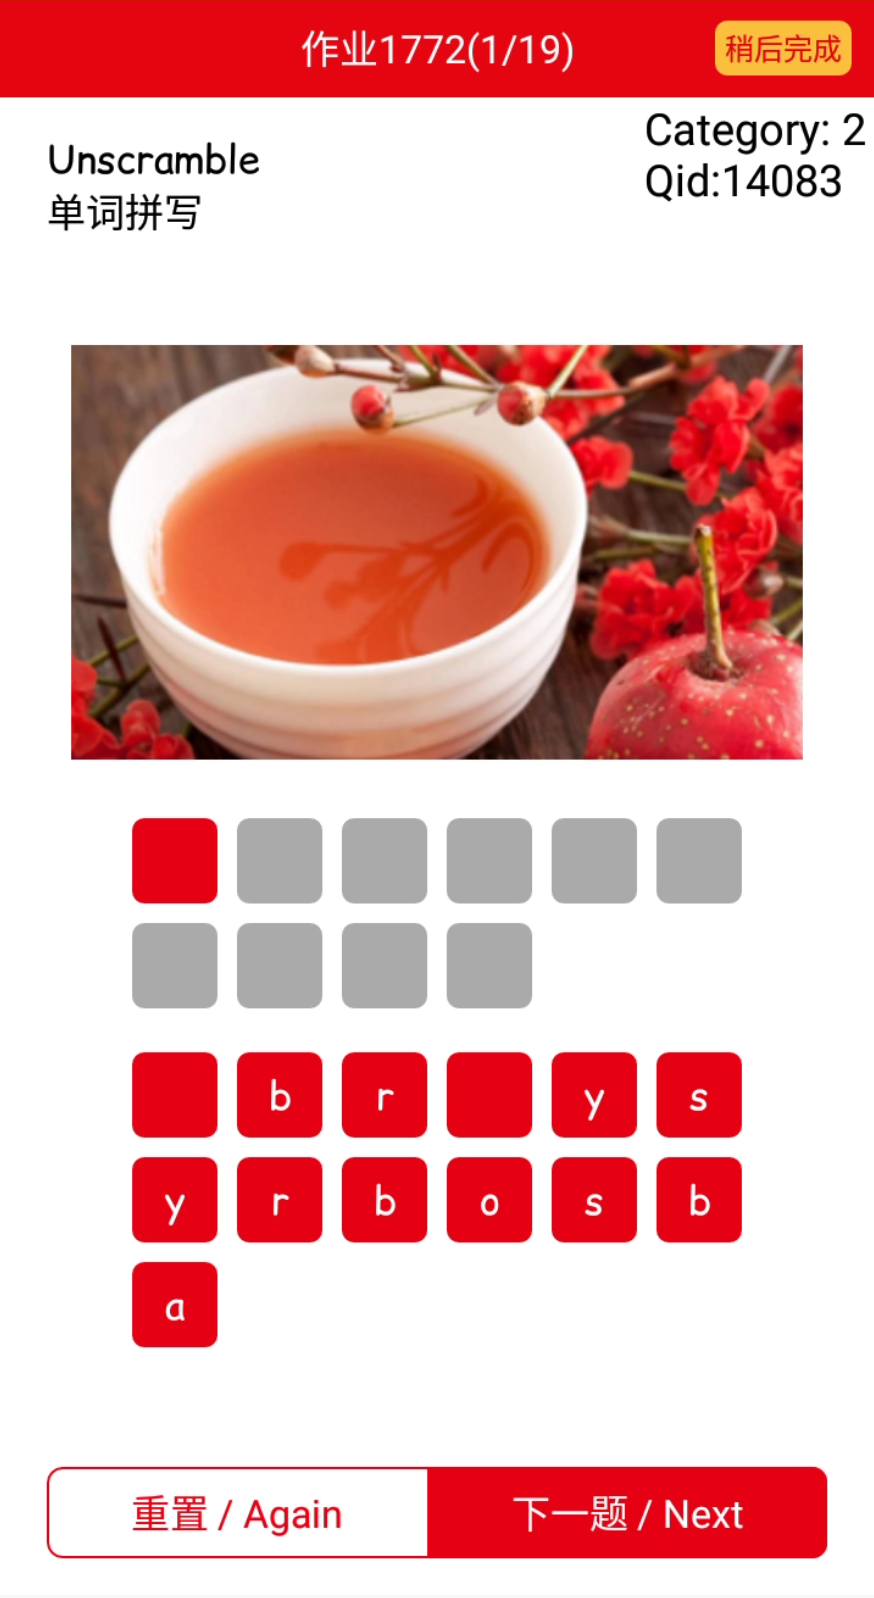 作业1772(1/19)
稍后完成
Category: 2
Qid:14083
Unscramble
单词拼写
b r y s
y r b o s b
a
重置 / Again
下一题 / Next